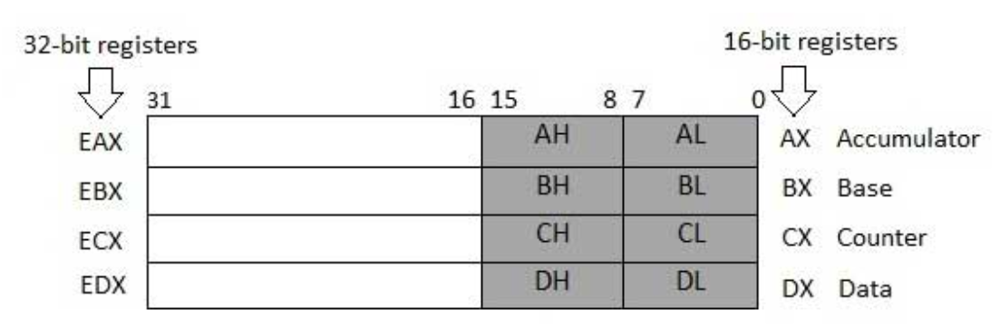 32-bit registers 16-bit registers
31 16 15 8 7 0
EAX AH AL AX Accumulator
EBX BH BL BX Base
ECX CH CL CX Counter
EDX DH DL DX Data